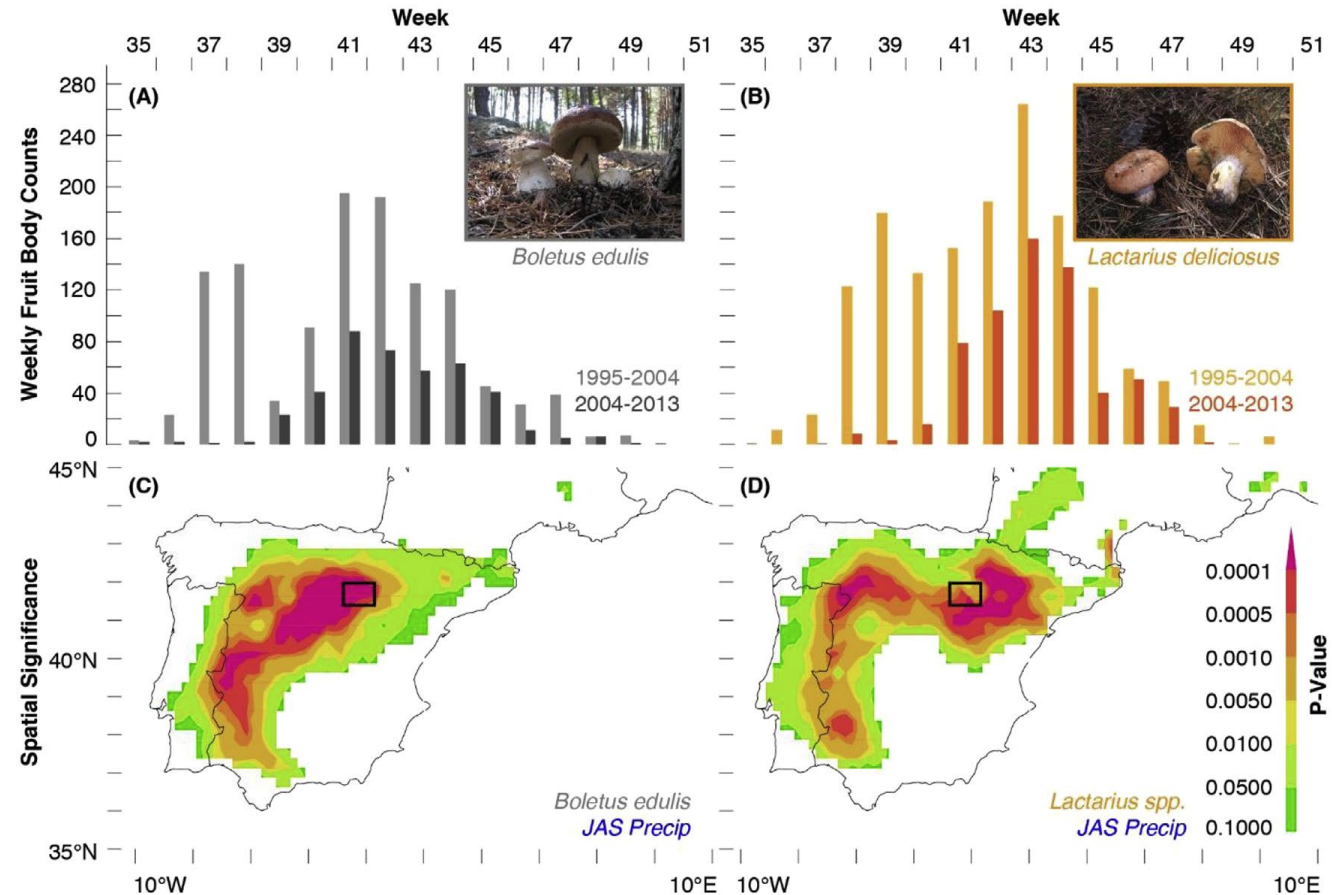 Week
Week
35 37 39 41 43 45 47 49 51
35 37 39 41 43 45 47 49 51
280
240
200
160
120
80
40
0
Weekly Fruit Body Counts
(A)
Boletus edulis
1995-2004
2004-2013
(B)
Lactarius deliciosus
1995-2004
2004-2013
45°N
40°N
35°N
Spatial Significance
(C)
Boletus edulis
JAS Precip
(D)
Lactarius spp.
JAS Precip
0.0001
0.0005
0.0010
0.0050
0.0100
0.0500
0.1000
P-Value
10°W 10°E
10°W 10°E